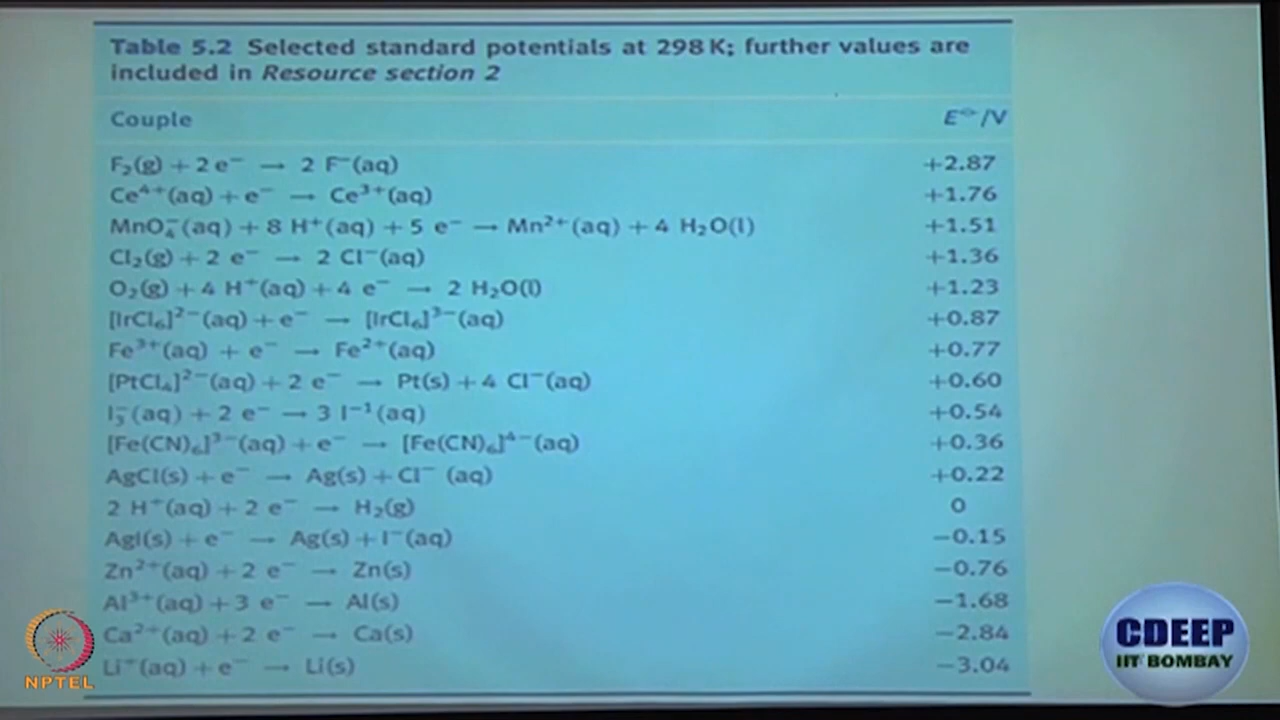 Table 5.2 Selected standard potentials at 298 K; further values are
included in Resource section 2
Couple E⦵/V
F₂(g) + 2 e⁻ → 2 F⁻(aq) +2.87
Ce⁴⁺(aq) + e⁻ → Ce³⁺(aq) +1.76
MnO₄⁻(aq) + 8 H⁺(aq) + 5 e⁻ → Mn²⁺(aq) + 4 H₂O(l) +1.51
Cl₂(g) + 2 e⁻ → 2 Cl⁻(aq) +1.36
O₂(g) + 4 H⁺(aq) + 4 e⁻ → 2 H₂O(l) +1.23
[IrCl₆]²⁻(aq) + e⁻ → [IrCl₆]³⁻(aq) +0.87
Fe³⁺(aq) + e⁻ → Fe²⁺(aq) +0.77
[PtCl₄]²⁻(aq) + 2 e⁻ → Pt(s) + 4 Cl⁻(aq) +0.60
I₃⁻(aq) + 2 e⁻ → 3 I⁻¹(aq) +0.54
[Fe(CN)₆]³⁻(aq) + e⁻ → [Fe(CN)₆]⁴⁻(aq) +0.36
AgCl(s) + e⁻ → Ag(s) + Cl⁻ (aq) +0.22
2 H⁺(aq) + 2 e⁻ → H₂(g) 0
AgI(s) + e⁻ → Ag(s) + I⁻(aq) −0.15
Zn²⁺(aq) + 2 e⁻ → Zn(s) −0.76
Al³⁺(aq) + 3 e⁻ → Al(s) −1.68
Ca²⁺(aq) + 2 e⁻ → Ca(s) −2.84
Li⁺(aq) + e⁻ → Li(s) −3.04
NPTEL
CDEEP
IIT BOMBAY